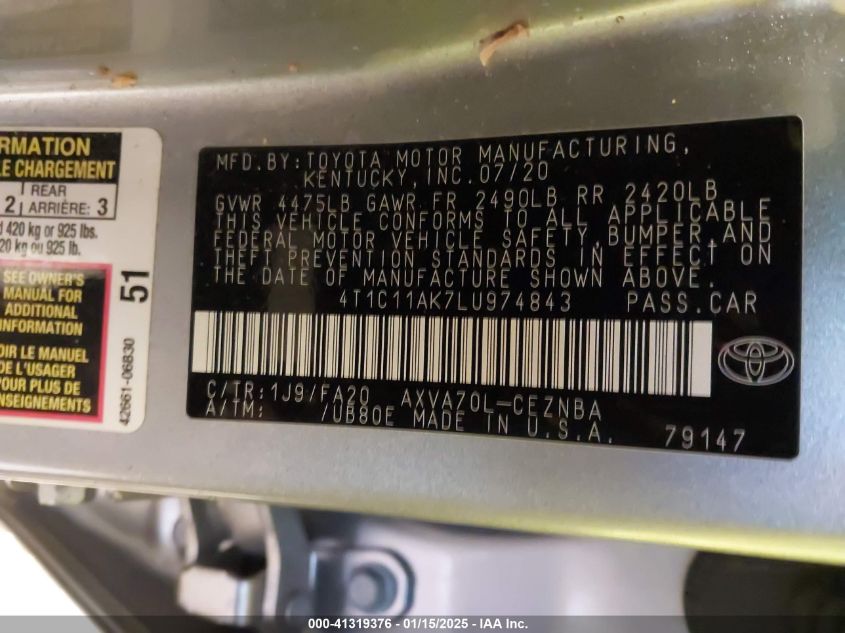 RMATION
LE CHARGEMENT
REAR
2 ARRIÈRE: 3
420 kg or 925 lbs.
20 kg ou 925 lb.
SEE OWNER'S
MANUAL FOR
ADDITIONAL
INFORMATION
OIR LE MANUEL
DE L'USAGER
POUR PLUS DE
ENSEIGNEMENTS
51
42661-06830
MFD.BY:TOYOTA MOTOR MANUFACTURING,
KENTUCKY,INC.07/20
GVWR 4475LB GAWR FR 2490LB RR 2420LB
THIS VEHICLE CONFORMS TO ALL APPLICABLE
FEDERAL MOTOR VEHICLE SAFETY,BUMPER,AND
THEFT PREVENTION STANDARDS IN EFFECT ON
THE DATE OF MANUFACTURE SHOWN ABOVE.
4T1C11AK7LU974843 PASS.CAR
C/TR:1J9/FA20 AXVA70L-CEZNBA
A/TM: /UB80E MADE IN U.S.A.
79147
000-41319376 - 01/15/2025 - IAA Inc.